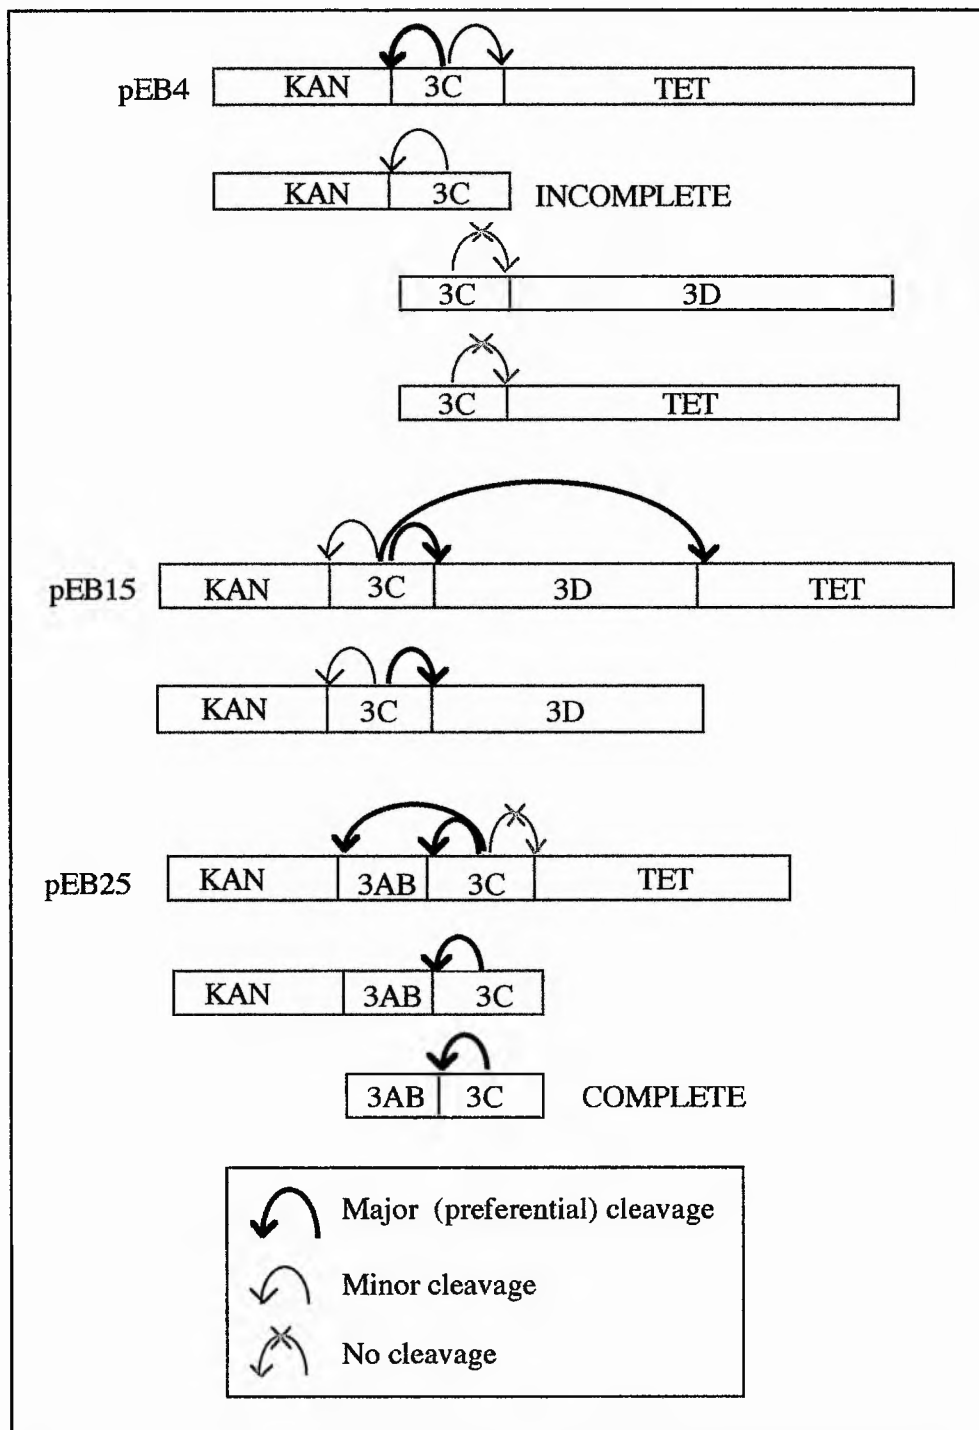 pEB4 KAN 3C TET
KAN 3C INCOMPLETE
3C 3D
3C TET
pEB15 KAN 3C 3D TET
KAN 3C 3D
pEB25 KAN 3AB 3C TET
KAN 3AB 3C
3AB 3C COMPLETE
Major (preferential) cleavage
Minor cleavage
No cleavage